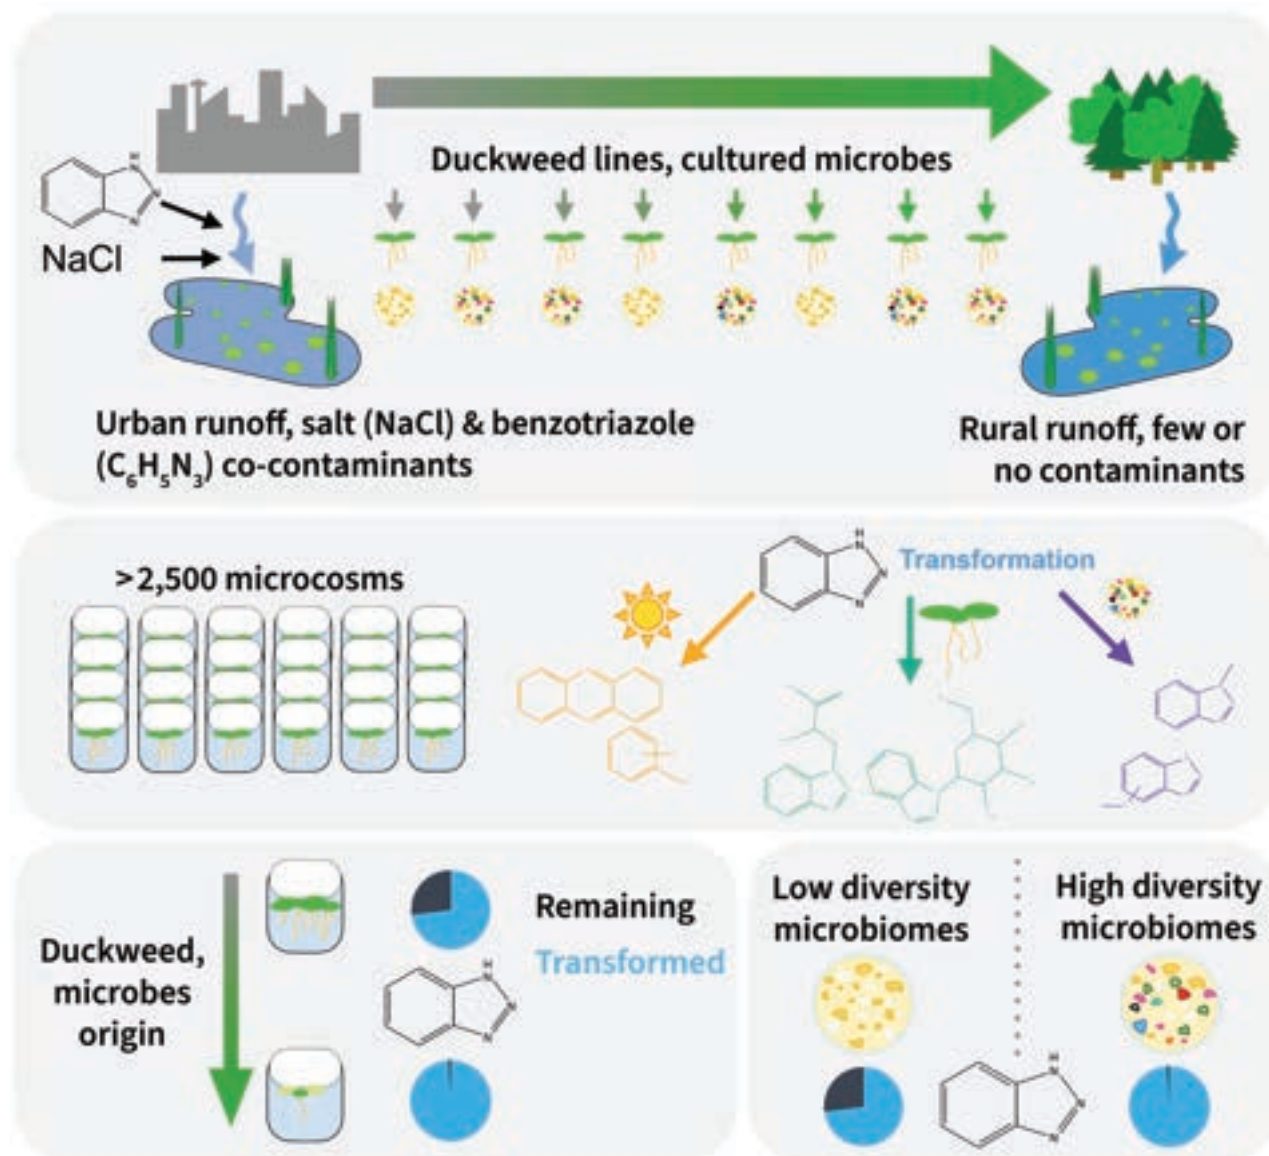 Duckweed lines, cultured microbes
H
N
N
N
NaCl
Urban runoff, salt (NaCl) & benzotriazole
(C₆H₅N₃) co-contaminants
Rural runoff, few or
no contaminants
>2,500 microcosms
H
N
N
N
Transformation
Duckweed,
microbes
origin
Remaining
Transformed
H
N
N
N
Low diversity
microbiomes
High diversity
microbiomes
H
N
N
N